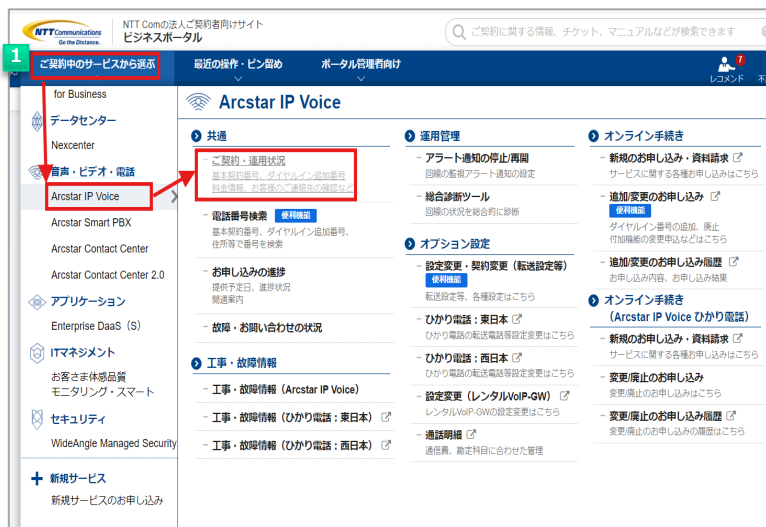 NTT Communications
Go the Distance.
NTT Comの法人ご契約者向けサイト
ビジネスポータル
ご契約に関する情報、チケット、マニュアルなどが検索できます
1
ご契約中のサービスから選ぶ
最近の操作・ピン留め
ポータル管理者向け
レコメンド
7
for Business
データセンター
Nexcenter
音声・ビデオ・電話
Arcstar IP Voice
Arcstar Smart PBX
Arcstar Contact Center
Arcstar Contact Center 2.0
アプリケーション
Enterprise DaaS（S）
ITマネジメント
お客さま体感品質
モニタリング・スマート
セキュリティ
WideAngle Managed Security
新規サービス
新規サービスのお申し込み
Arcstar IP Voice
共通
ご契約・運用状況
基本契約番号、ダイヤルイン追加番号
料金情報、お客様のご連絡先の確認など
電話番号検索 便利機能
基本契約番号、ダイヤルイン追加番号、
住所等で番号を検索
お申し込みの進捗
提供予定日、進捗状況
開通案内
故障・お問い合わせの状況
工事・故障情報
工事・故障情報（Arcstar IP Voice）
工事・故障情報（ひかり電話：東日本）
工事・故障情報（ひかり電話：西日本）
運用管理
アラート通知の停止/再開
回線の監視アラート通知の設定
総合診断ツール
回線の状況を総合的に診断
オプション設定
設定変更・契約変更（転送設定等）
便利機能
転送設定等、各種設定はこちら
ひかり電話：東日本
ひかり電話の転送電話等設定変更はこちら
ひかり電話：西日本
ひかり電話の転送電話等設定変更はこちら
設定変更（レンタルVoIP-GW）
レンタルVoIP-GWの設定変更はこちら
通話明細
通信費、勘定科目に合わせた管理
オンライン手続き
新規のお申し込み・資料請求
サービスに関する各種お申し込みはこちら
追加/変更のお申し込み
便利機能
ダイヤルイン番号の追加、廃止
付加機能の変更申込などはこちら
追加/変更のお申し込み履歴
お申し込み内容、お申し込み結果
オンライン手続き
（Arcstar IP Voice ひかり電話）
新規のお申し込み・資料請求
サービスに関する各種お申し込みはこちら
変更/廃止のお申し込み
変更/廃止のお申し込みはこちら
変更/廃止のお申し込み履歴
変更/廃止のお申し込みの履歴はこちら